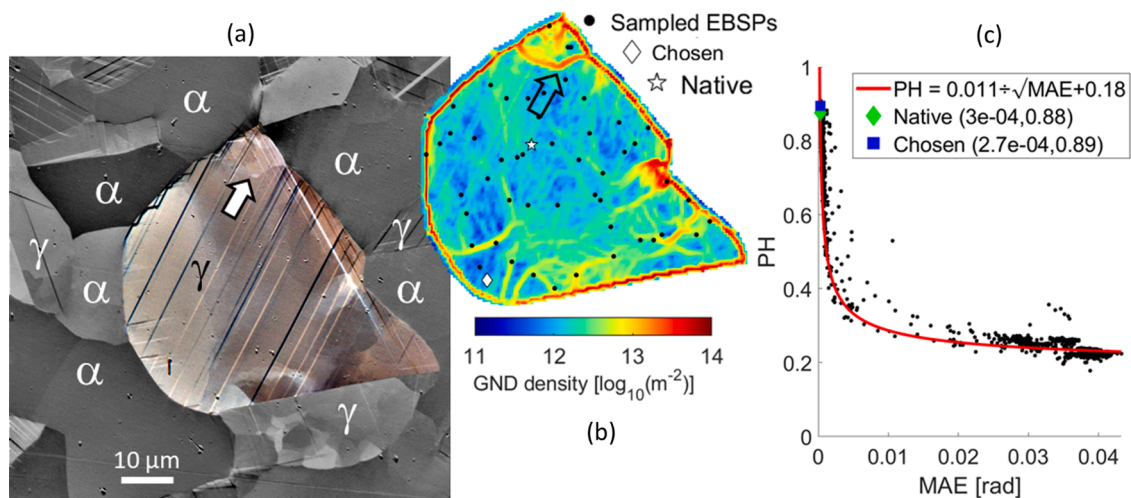 (a)
α
α
α
γ
γ
α
γ
α
α
γ
10 μm
Sampled EBSPs
Chosen
Native
11
12
13
14
GND density [log10(m-2)]
(b)
(c)
PH = 0.011÷√MAE+0.18
Native (3e-04,0.88)
Chosen (2.7e-04,0.89)
1
0.8
0.6
0.4
0.2
0
PH
0
0.01
0.02
0.03
0.04
MAE [rad]